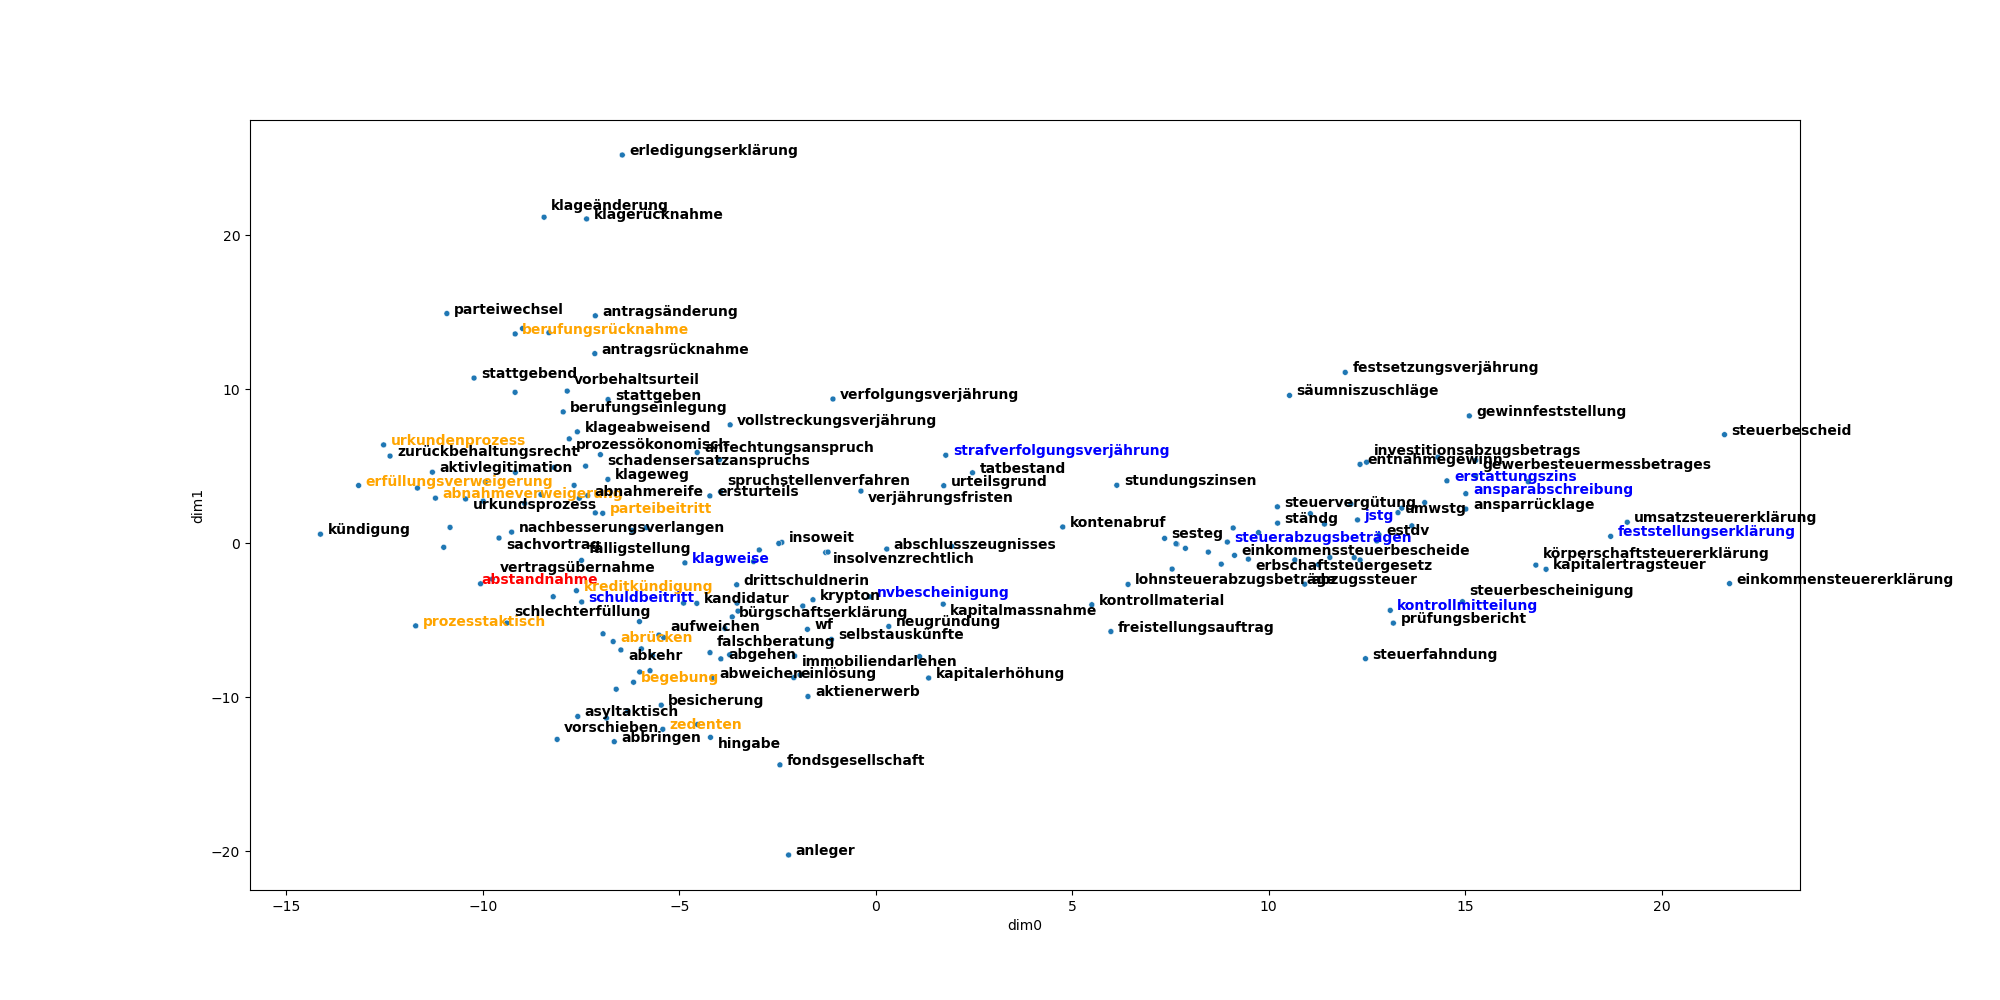 erledigungserklärung
klageänderung
klagerücknahme
20
parteiwechsel
antragsänderung
berufungsrücknahme
antragsrücknahme
festsetzungsverjährung
stattgebend
vorbehaltsurteil
10
säumniszuschläge
stattgeben
verfolgungsverjährung
berufungseinlegung
gewinnfeststellung
vollstreckungsverjährung
klageabweisend
steuerbescheid
urkundenprozess
prozessökonomisch
anfechtungsanspruch
zurückbehaltungsrecht
strafverfolgungsverjährung
investitionsabzugsbetrags
schadensersatzanspruchs
entnahmegewinn
gewerbesteuermessbetrages
aktivlegitimation
tatbestand
klageweg
erstattungszins
erfüllungsverweigerung
spruchstellenverfahren
urteilsgrund
stundungszinsen
abnahmeverweigerung
abnahmereife
ersturteils
ansparabschreibung
verjährungsfristen
urkundsprozess
steuervergütung
ansparrücklage
parteibeitritt
umwstg
jstg
ständg
umsatzsteuererklärung
kündigung
nachbesserungsverlangen
kontenabruf
estdv
feststellungserklärung
sesteg
insoweit
steuerabzugsbeträgen
0
sachvortrag
fälligstellung
abschlusszeugnisses
einkommenssteuerbescheide
körperschaftsteuererklärung
klagweise
insolvenzrechtlich
vertragsübernahme
erbschaftsteuergesetz
kapitalertragsteuer
abstandnahme
drittschuldnerin
lohnsteuerabzugsbeträge
abzugssteuer
einkommensteuererklärung
kreditkündigung
krypton
nvbescheinigung
steuerbescheinigung
schuldbeitritt
kandidatur
kontrollmaterial
kontrollmitteilung
schlechterfüllung
bürgschaftserklärung
kapitalmassnahme
prozesstaktisch
aufweichen
wf
neugründung
freistellungsauftrag
prüfungsbericht
abrücken
falschberatung
selbstauskünfte
abkehr
abgehen
immobiliendarlehen
steuerfahndung
begebung
abweichen
einlösung
kapitalerhöhung
−10
besicherung
aktienerwerb
asyltaktisch
vorschieben
zedenten
abbringen
hingabe
fondsgesellschaft
anleger
−20
−15
−10
−5
0
5
10
15
20
dim0
dim1